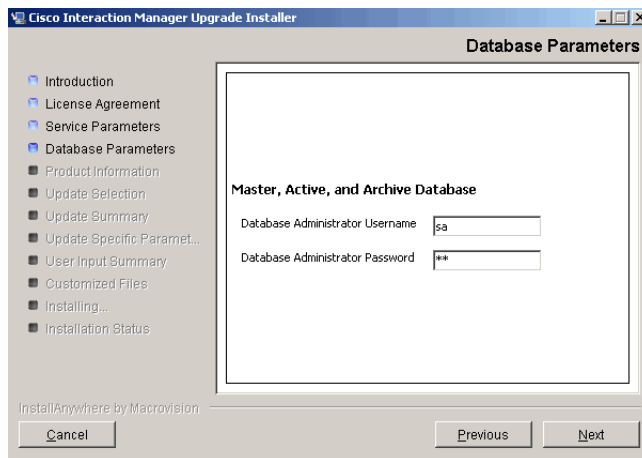 Cisco Interaction Manager Upgrade Installer
Database Parameters
Introduction
License Agreement
Service Parameters
Database Parameters
Product Information
Update Selection
Update Summary
Update Specific Paramet...
User Input Summary
Customized Files
Installing...
Installation Status
Master, Active, and Archive Database
Database Administrator Username sa
Database Administrator Password **
InstallAnywhere by Macrovision
Cancel Previous Next